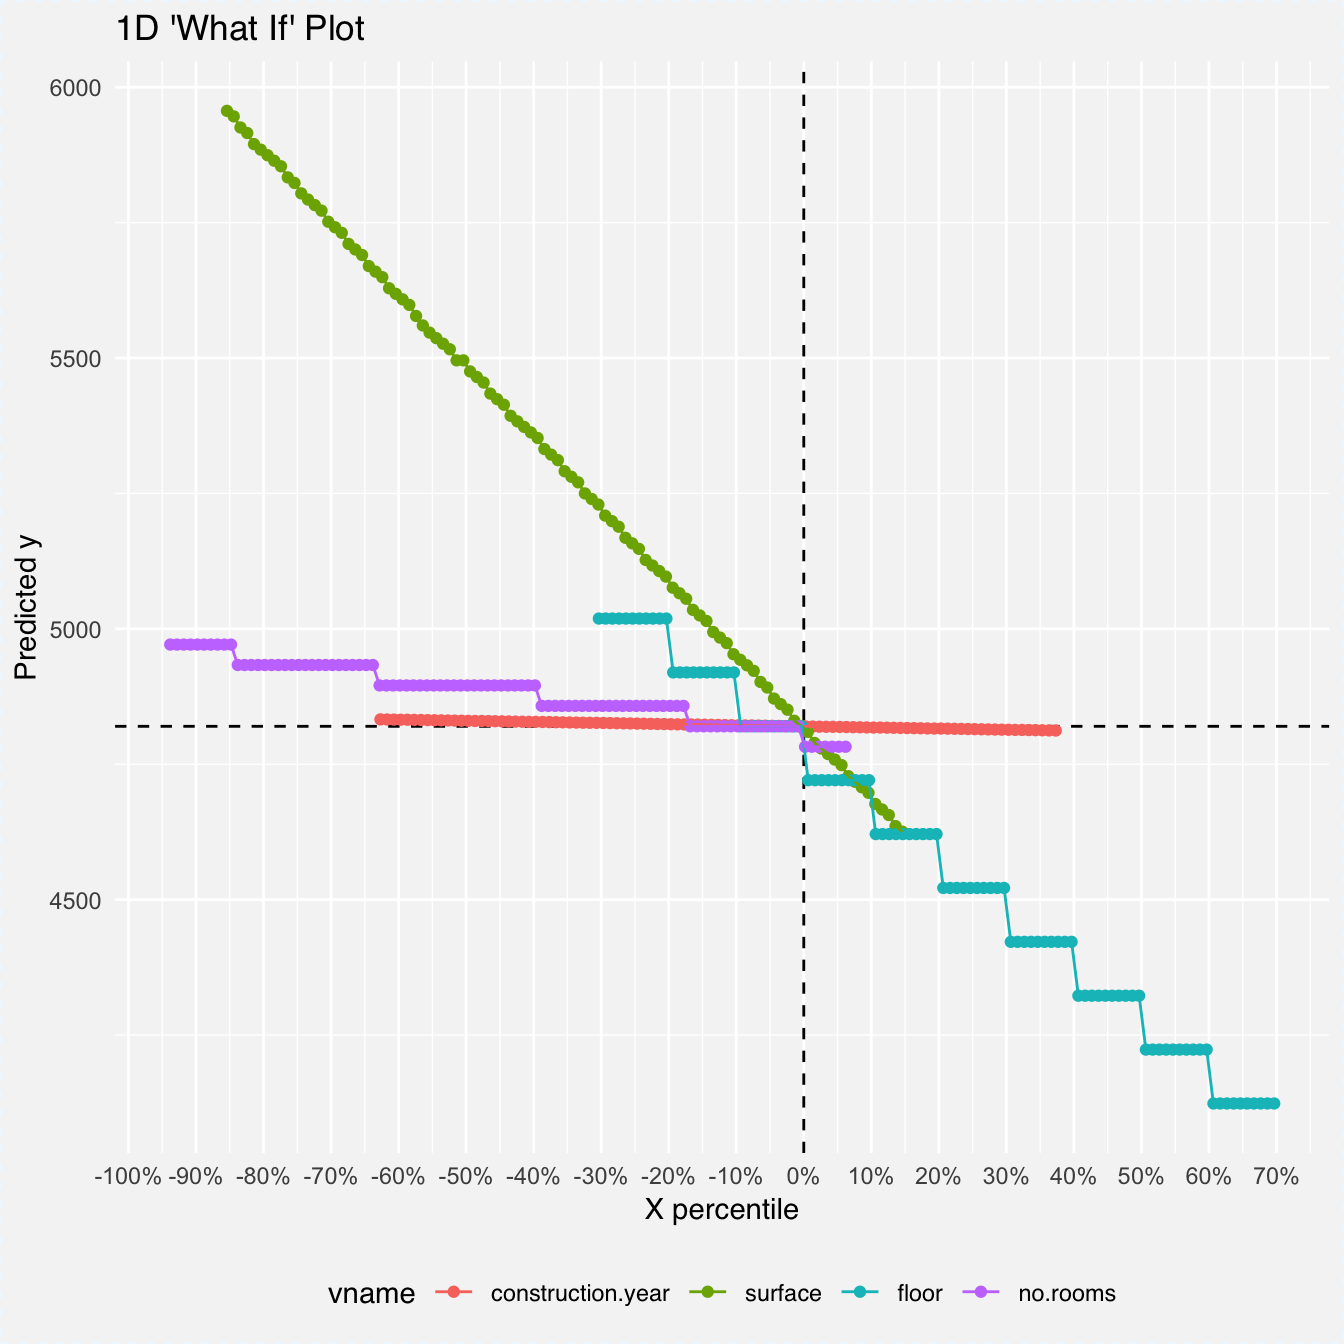 1D 'What If' Plot
6000
5500
5000
4500
Predicted y
-100% -90% -80% -70% -60% -50% -40% -30% -20% -10% 0% 10% 20% 30% 40% 50% 60% 70%
X percentile
vname construction.year surface floor no.rooms